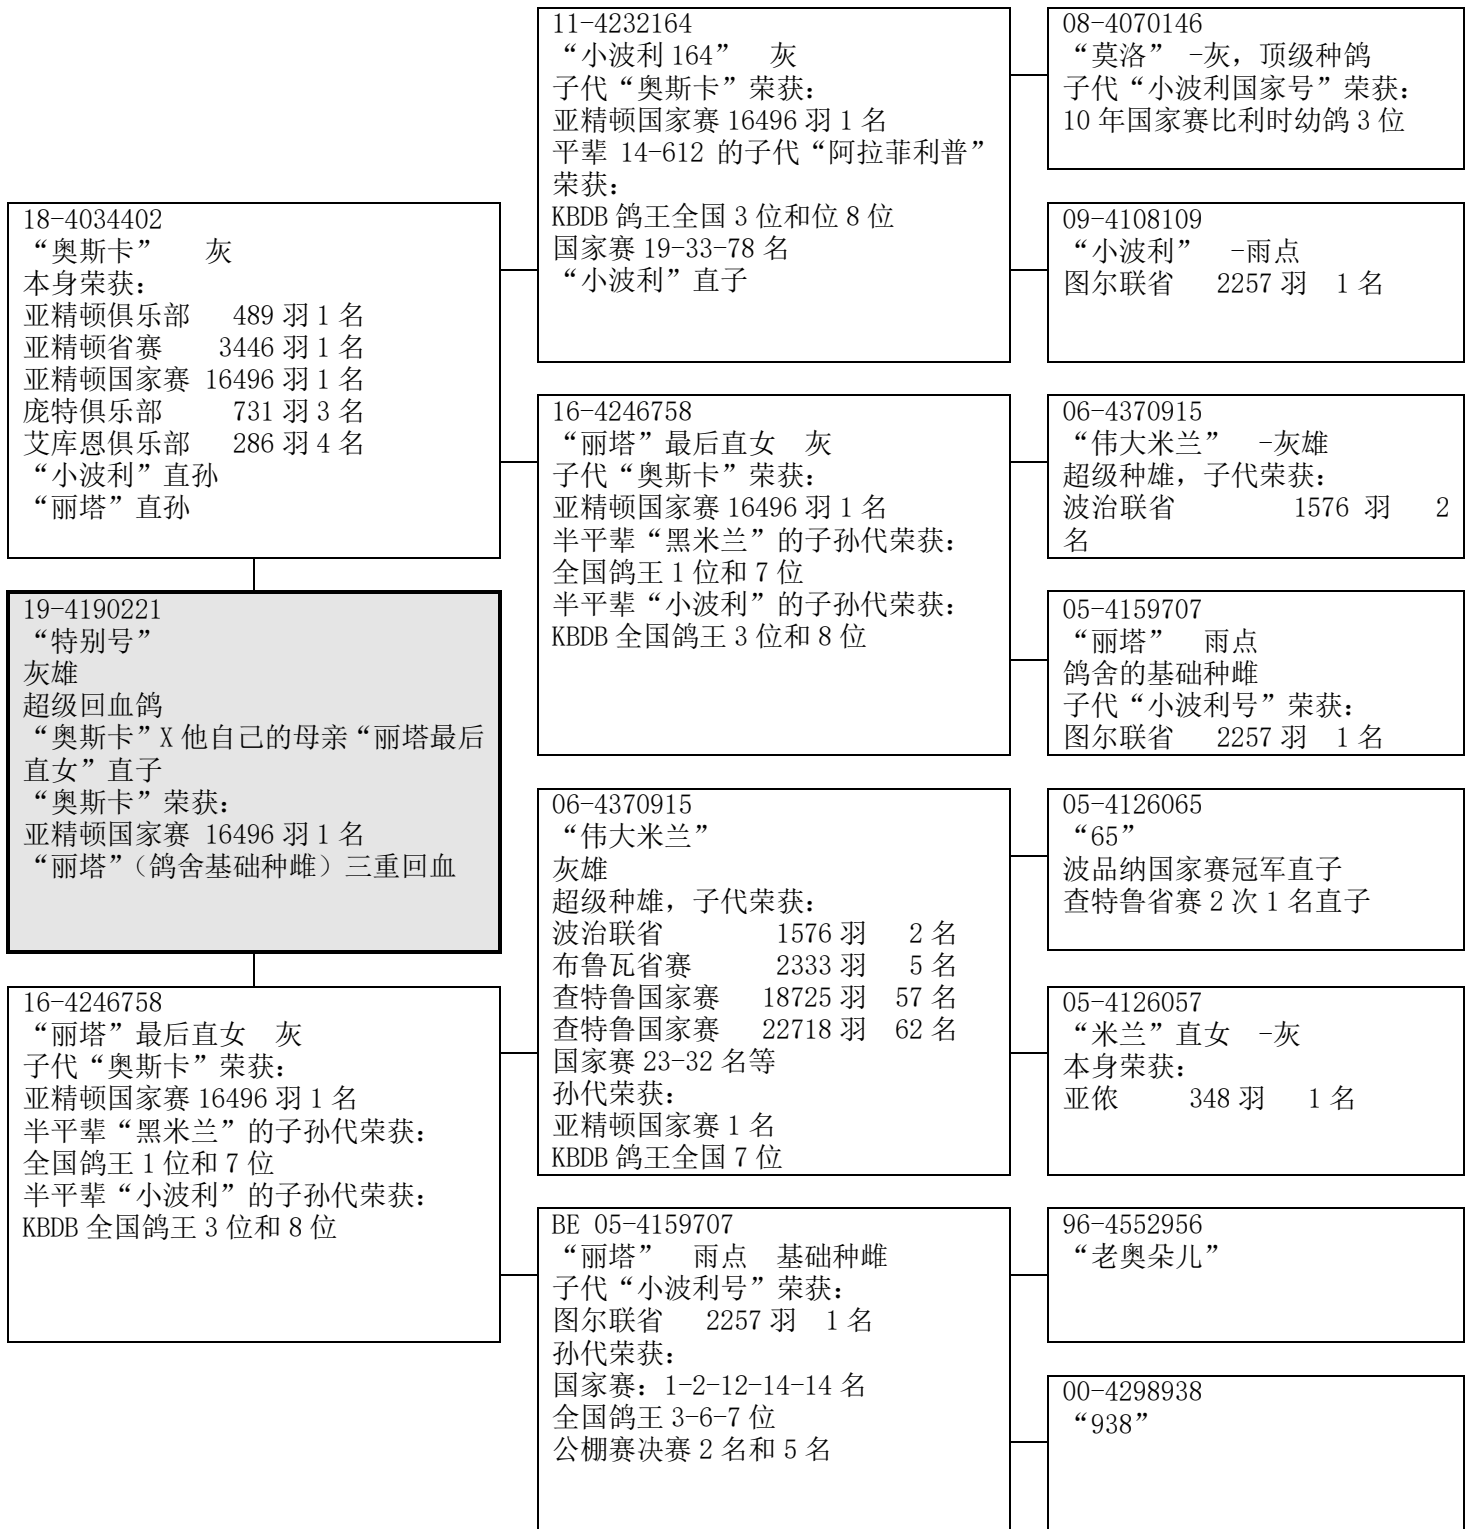 18-4034402
“奥斯卡”　　灰
本身荣获：
亚精顿俱乐部　 489 羽 1 名
亚精顿省赛　　 3446 羽 1 名
亚精顿国家赛 16496 羽 1 名
庞特俱乐部　　 731 羽 3 名
艾库恩俱乐部　 286 羽 4 名
“小波利”直孙
“丽塔”直孙
19-4190221
“特别号”
灰雄
超级回血鸽
“奥斯卡”X 他自己的母亲“丽塔最后
直女”直子
“奥斯卡”荣获：
亚精顿国家赛 16496 羽 1 名
“丽塔”（鸽舍基础种雌）三重回血
16-4246758
“丽塔”最后直女　灰
子代“奥斯卡”荣获：
亚精顿国家赛 16496 羽 1 名
半平辈“黑米兰”的子孙代荣获：
全国鸽王 1 位和 7 位
半平辈“小波利”的子孙代荣获：
KBDB 全国鸽王 3 位和 8 位
11-4232164
“小波利 164”　灰
子代“奥斯卡”荣获：
亚精顿国家赛 16496 羽 1 名
平辈 14-612 的子代“阿拉菲利普”
荣获：
KBDB 鸽王全国 3 位和位 8 位
国家赛 19-33-78 名
“小波利”直子
16-4246758
“丽塔”最后直女　灰
子代“奥斯卡”荣获：
亚精顿国家赛 16496 羽 1 名
半平辈“黑米兰”的子孙代荣获：
全国鸽王 1 位和 7 位
半平辈“小波利”的子孙代荣获：
KBDB 全国鸽王 3 位和 8 位
06-4370915
“伟大米兰”
灰雄
超级种雄，子代荣获：
波治联省　　　 1576 羽　 2 名
布鲁瓦省赛　　 2333 羽　 5 名
查特鲁国家赛　 18725 羽　57 名
查特鲁国家赛　 22718 羽　62 名
国家赛 23-32 名等
孙代荣获：
亚精顿国家赛 1 名
KBDB 鸽王全国 7 位
BE 05-4159707
“丽塔”　雨点　基础种雌
子代“小波利号”荣获：
图尔联省　 2257 羽　1 名
孙代荣获：
国家赛：1-2-12-14-14 名
全国鸽王 3-6-7 位
公棚赛决赛 2 名和 5 名
08-4070146
“莫洛” -灰，顶级种鸽
子代“小波利国家号”荣获：
10 年国家赛比利时幼鸽 3 位
09-4108109
“小波利”　-雨点
图尔联省　 2257 羽　1 名
06-4370915
“伟大米兰”　-灰雄
超级种雄，子代荣获：
波治联省　　　 1576 羽　 2
名
05-4159707
“丽塔”　雨点
鸽舍的基础种雌
子代“小波利号”荣获：
图尔联省　 2257 羽　1 名
05-4126065
“65”
波品纳国家赛冠军直子
查特鲁省赛 2 次 1 名直子
05-4126057
“米兰”直女　-灰
本身荣获：
亚侬　　 348 羽　 1 名
96-4552956
“老奥朵儿”
00-4298938
“938”